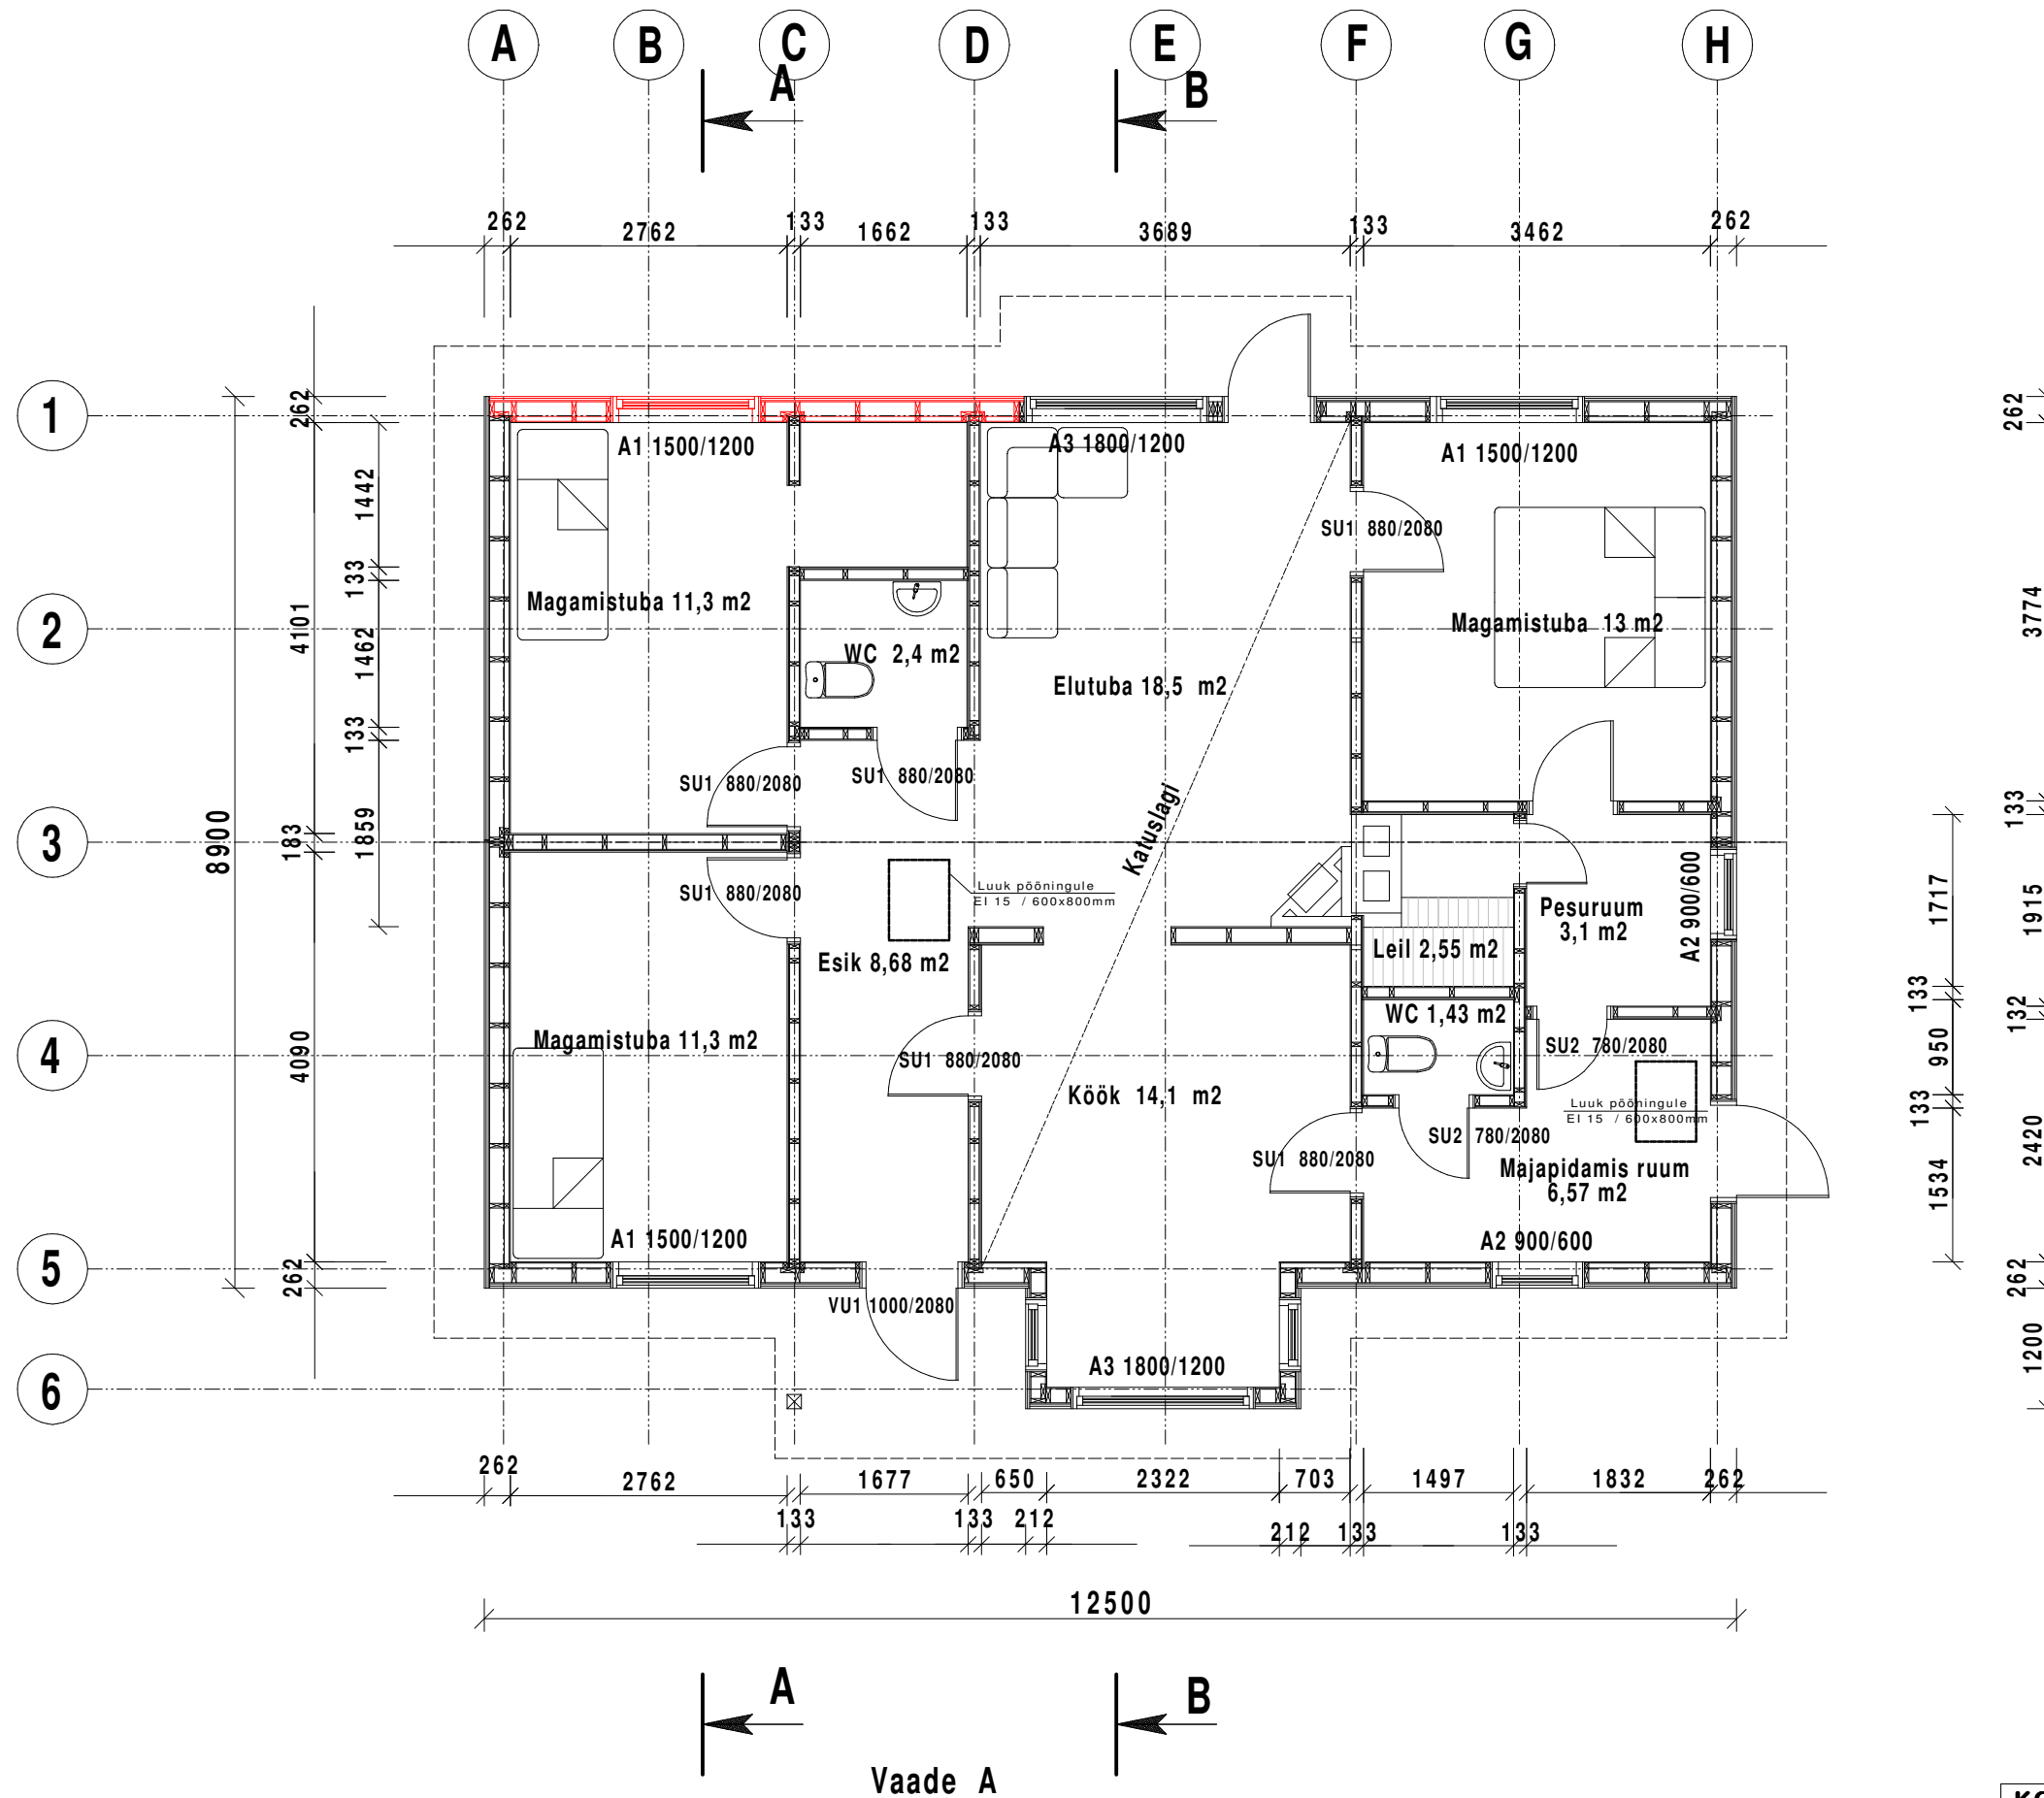 A B C D E F G H
A B
262 2762 133 1662 133 3689 133 3462 262
1
2
3
4
5
6
8900
262
4101
183
4090
262
1442
133
1462
133
1859
A1 1500/1200
A3 1800/1200
A1 1500/1200
SU1 880/2080
Magamistuba 11,3 m2
WC 2,4 m2
Magamistuba 13 m2
Elutuba 18,5 m2
SU1 880/2080
SU1 880/2080
Katuslagi
SU1 880/2080
Luuk pööningule
EI 15 / 600x800mm
Esik 8,68 m2
Leil 2,55 m2
Pesuruum
3,1 m2
A2 900/600
WC 1,43 m2
Magamistuba 11,3 m2
SU1 880/2080
SU2 780/2080
Köök 14,1 m2
Luuk pööningule
EI 15 / 600x800mm
SU2 780/2080
SU1 880/2080
Majapidamis ruum
6,57 m2
A1 1500/1200
A2 900/600
VU1 1000/2080
A3 1800/1200
1717
133
950
133
1534
262
3774
133
1915
132
2420
262
1200
262 2762 1677 650 2322 703 1497 1832 262
133 133 212 212 133 133
12500
A B
Vaade A